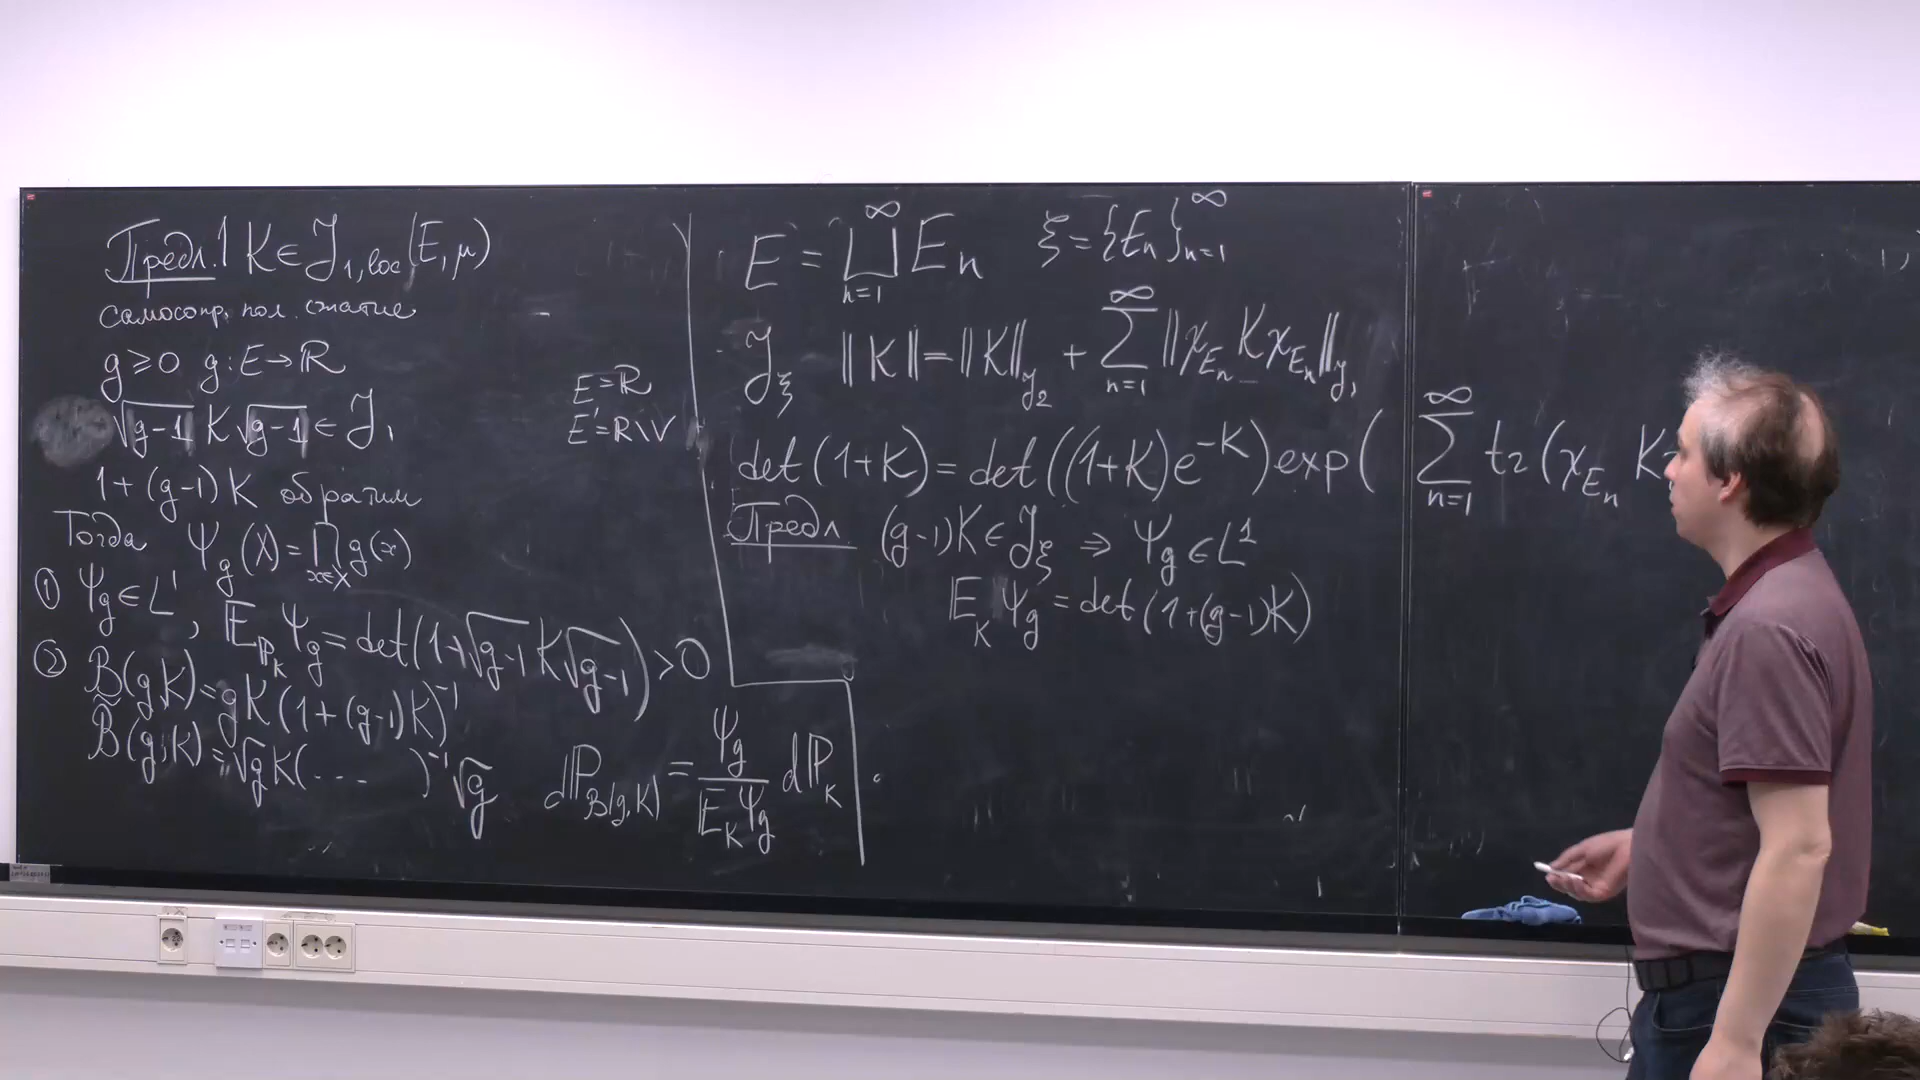 Предл.1 K ∈ 𝒥_{1,loc}(E, μ)
самосопр. пол. сжатие
g ≥ 0 g: E → ℝ
√(g-1) K √(g-1) ∈ 𝒥_1
1 + (g-1)K обратим
Тогда Ψ_g(X) = ∏_{x∈X} g(x)
① Ψ_g ∈ L^1, 𝔼_{ℙ_K} Ψ_g = det(1+√(g-1) K √(g-1)) > 0
② B(g,K) = gK(1+(g-1)K)^{-1}
B̃(g,K) = √g K(...)^{-1} √g
dℙ_{B(g,K)} = Ψ_g / 𝔼_K Ψ_g dℙ_K
E = ℝ
E' = ℝ \ V
E = ⊔_{n=1}^∞ E_n ξ = {E_n}_{n=1}^∞
𝒥_ξ ‖K‖ = ‖K‖_{𝒥_2} + ∑_{n=1}^∞ ‖χ_{E_n} K χ_{E_n}‖_{𝒥_1}
det(1+K) = det((1+K)e^{-K}) exp( ∑_{n=1}^∞ tr(χ_{E_n} K
Предл. (g-1)K ∈ 𝒥_ξ ⇒ Ψ_g ∈ L^1
𝔼_K Ψ_g = det(1+(g-1)K)